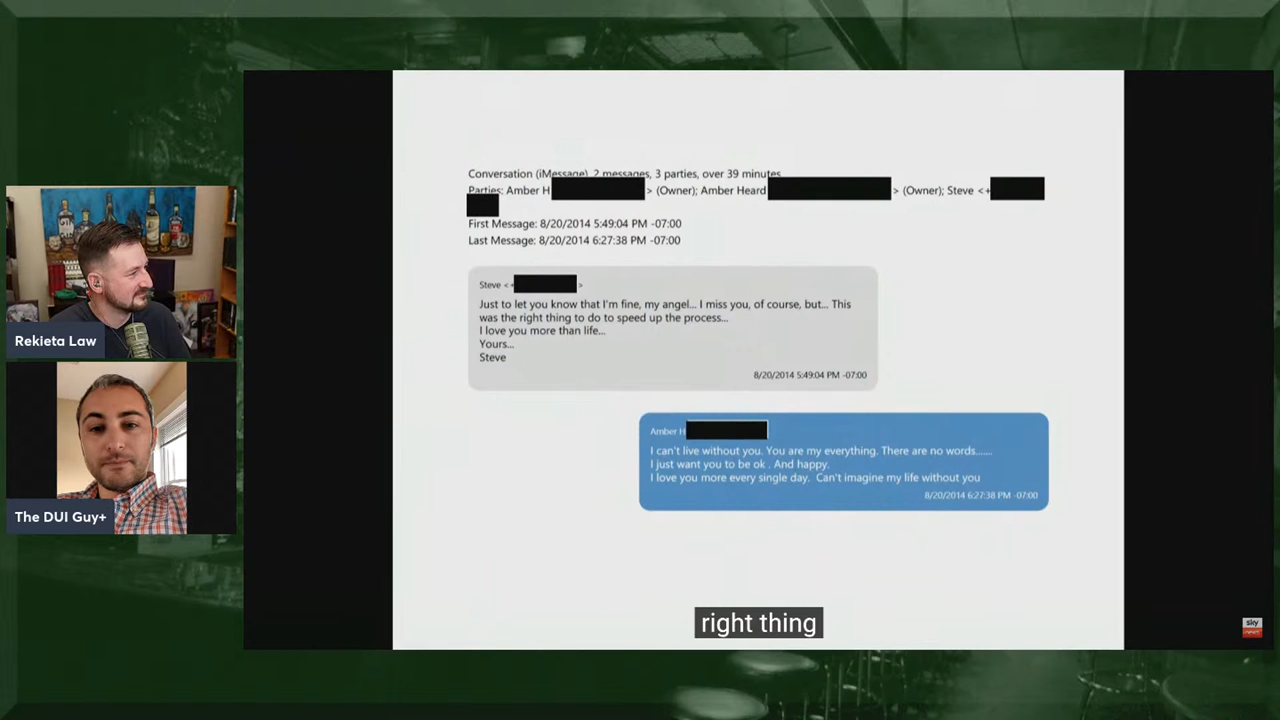 Conversation (iMessage), 2 messages, 3 parties, over 39 minutes
Parties: Amber H > (Owner); Amber Heard > (Owner); Steve <+
First Message: 8/20/2014 5:49:04 PM -07:00
Last Message: 8/20/2014 6:27:38 PM -07:00
Steve <+ >
Just to let you know that I'm fine, my angel... I miss you, of course, but... This
was the right thing to do to speed up the process...
I love you more than life...
Yours...
Steve
8/20/2014 5:49:04 PM -07:00
Amber H
I can't live without you. You are my everything. There are no words.......
I just want you to be ok . And happy.
I love you more every single day.  Can't imagine my life without you
8/20/2014 6:27:38 PM -07:00
Rekieta Law
The DUI Guy+
right thing
sky
news